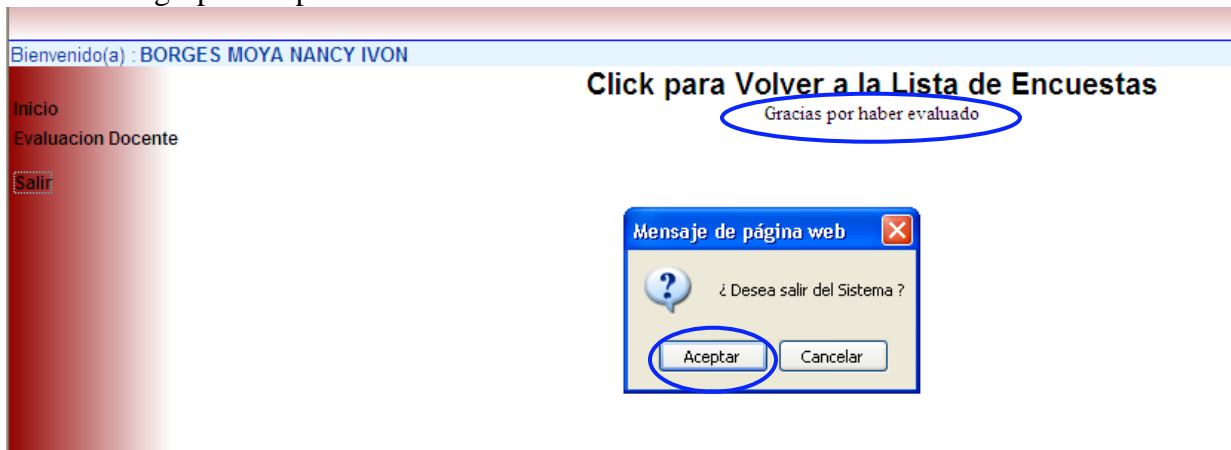 Bienvenido(a) : BORGES MOYA NANCY IVON
Click para Volver a la Lista de Encuestas
Gracias por haber evaluado
Inicio
Evaluacion Docente
Salir
Mensaje de página web
¿ Desea salir del Sistema ?
Aceptar
Cancelar